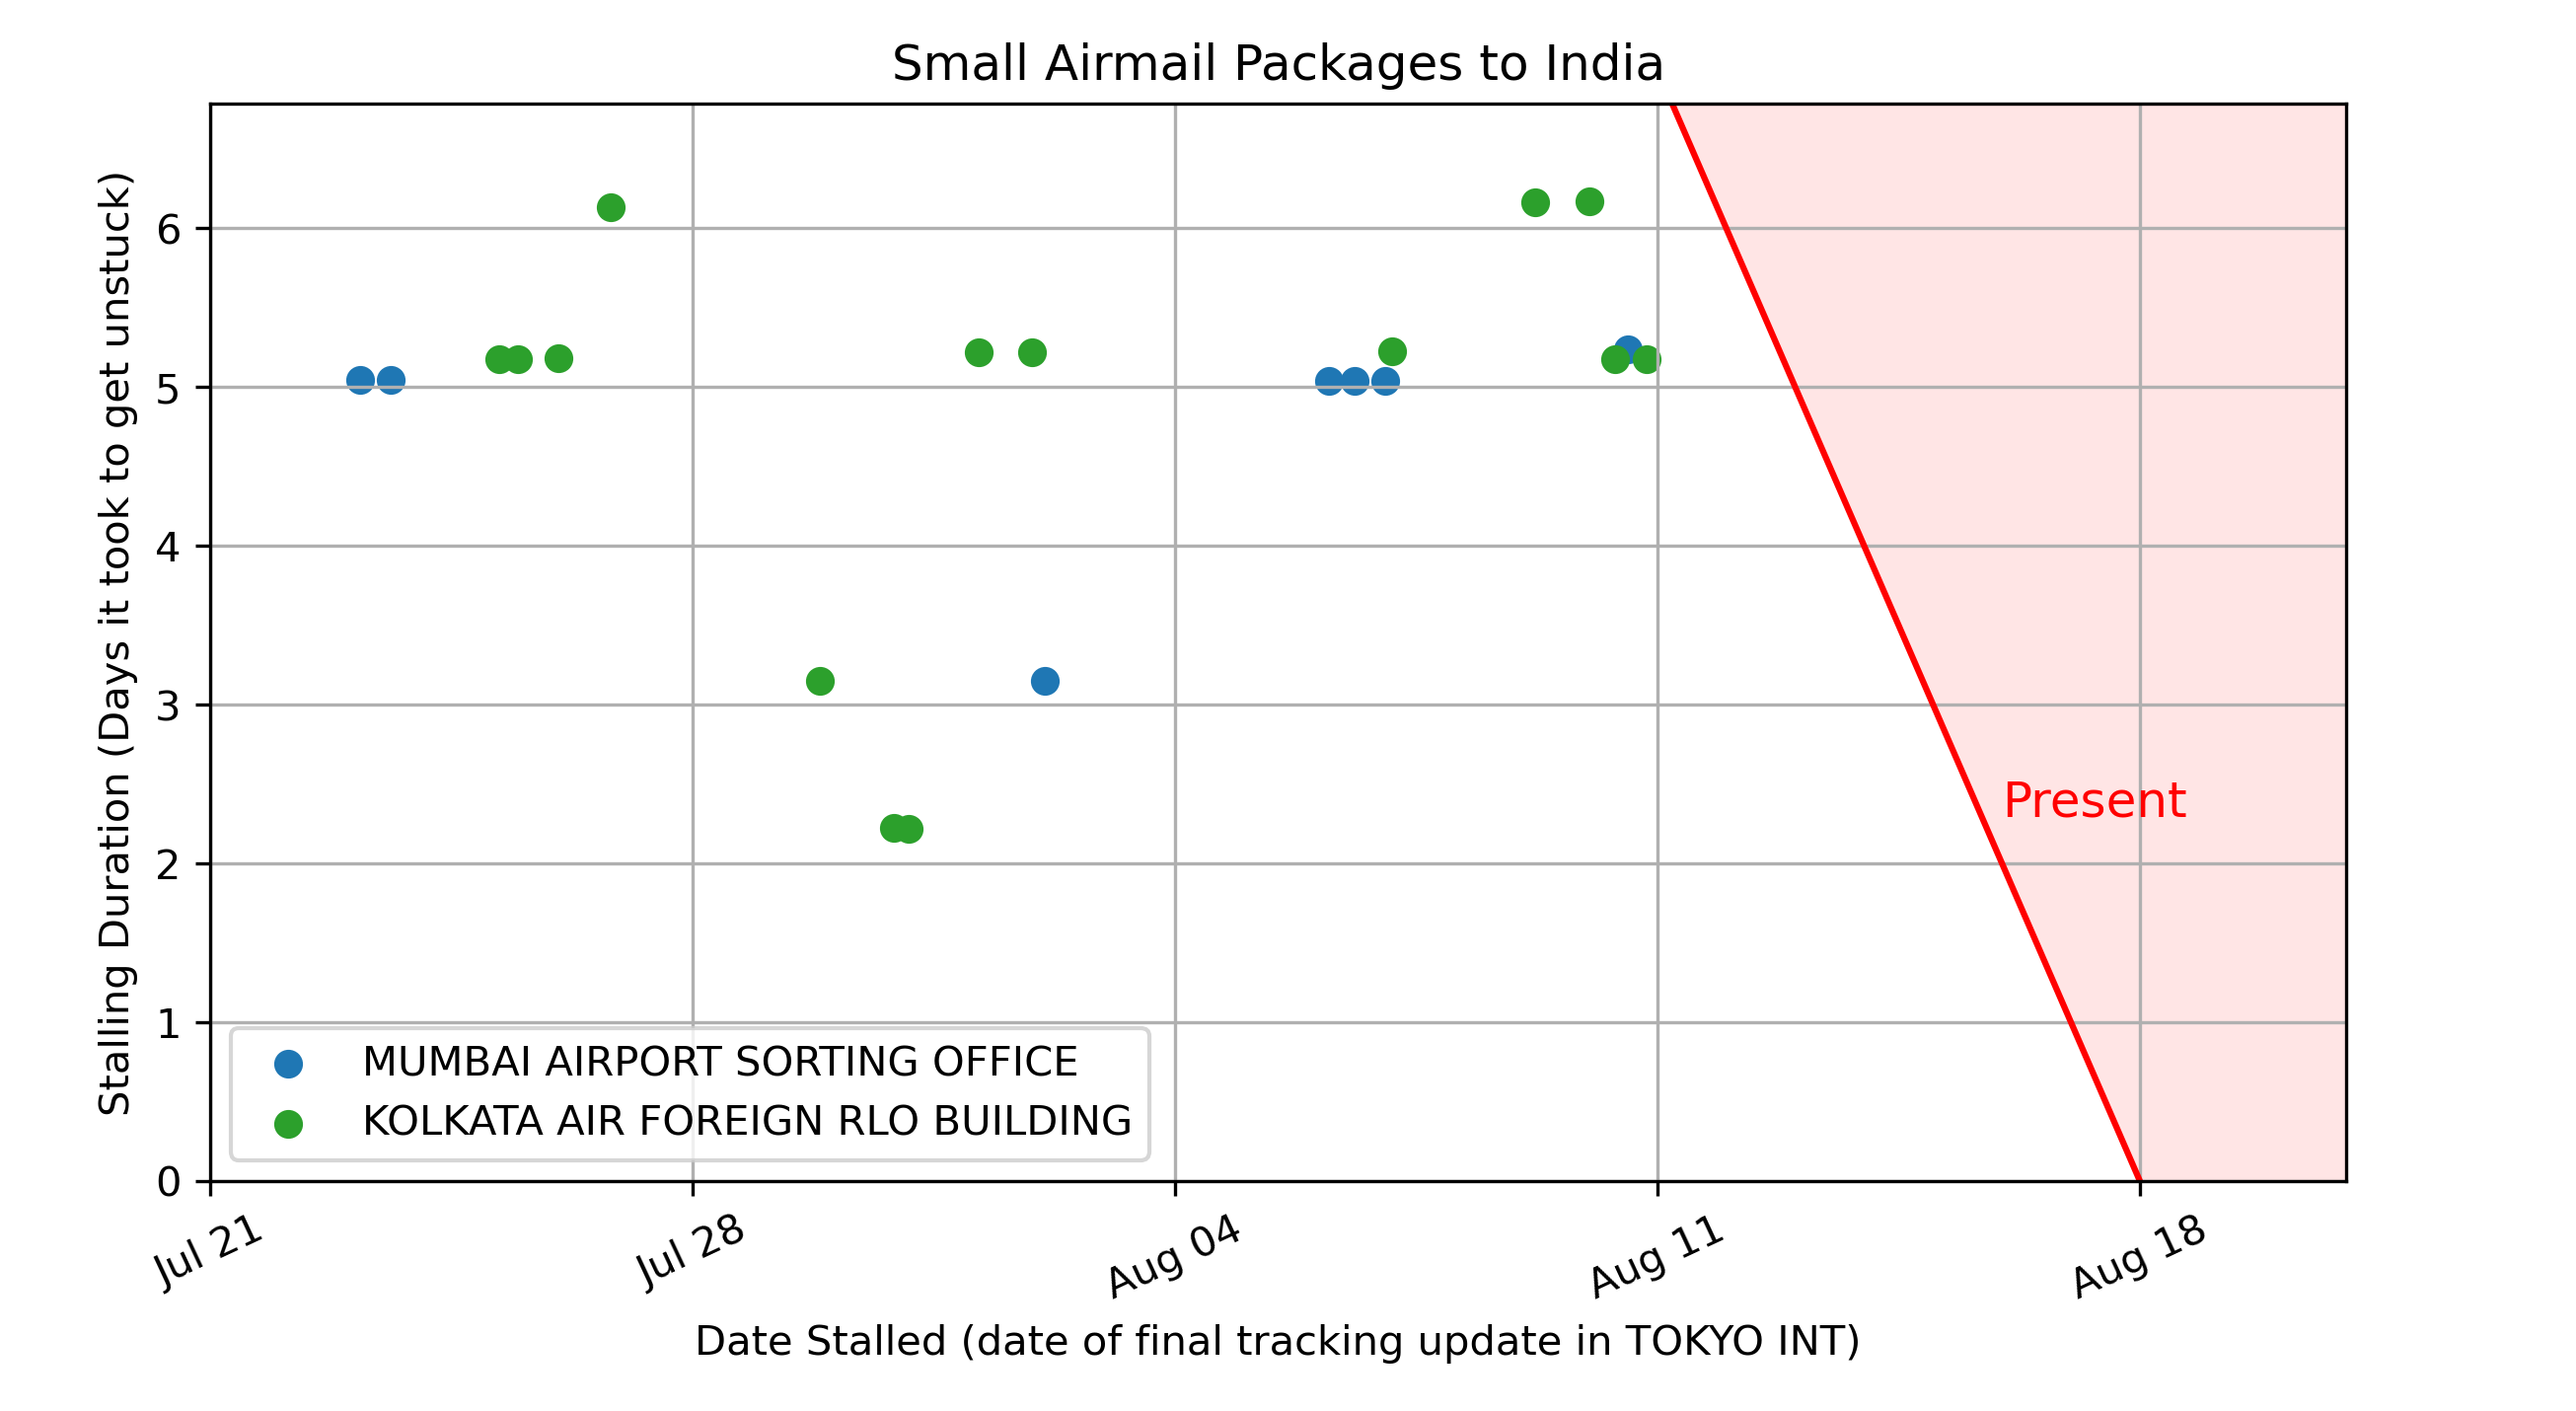 Small Airmail Packages to India
Stalling Duration (Days it took to get unstuck)
6
5
4
3
2
1
0
Present
MUMBAI AIRPORT SORTING OFFICE
KOLKATA AIR FOREIGN RLO BUILDING
Jul 21
Jul 28
Aug 04
Aug 11
Aug 18
Date Stalled (date of final tracking update in TOKYO INT)